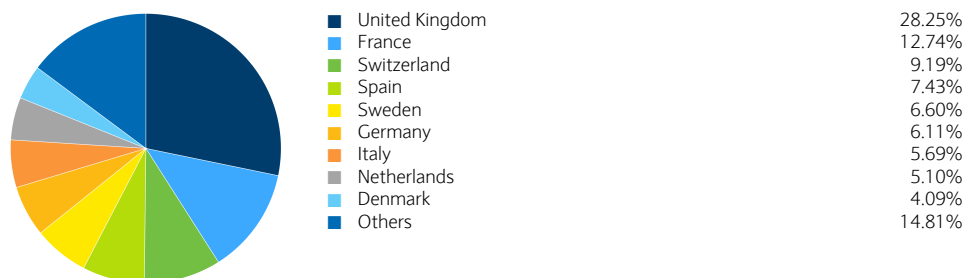 United Kingdom 28.25%
France 12.74%
Switzerland 9.19%
Spain 7.43%
Sweden 6.60%
Germany 6.11%
Italy 5.69%
Netherlands 5.10%
Denmark 4.09%
Others 14.81%